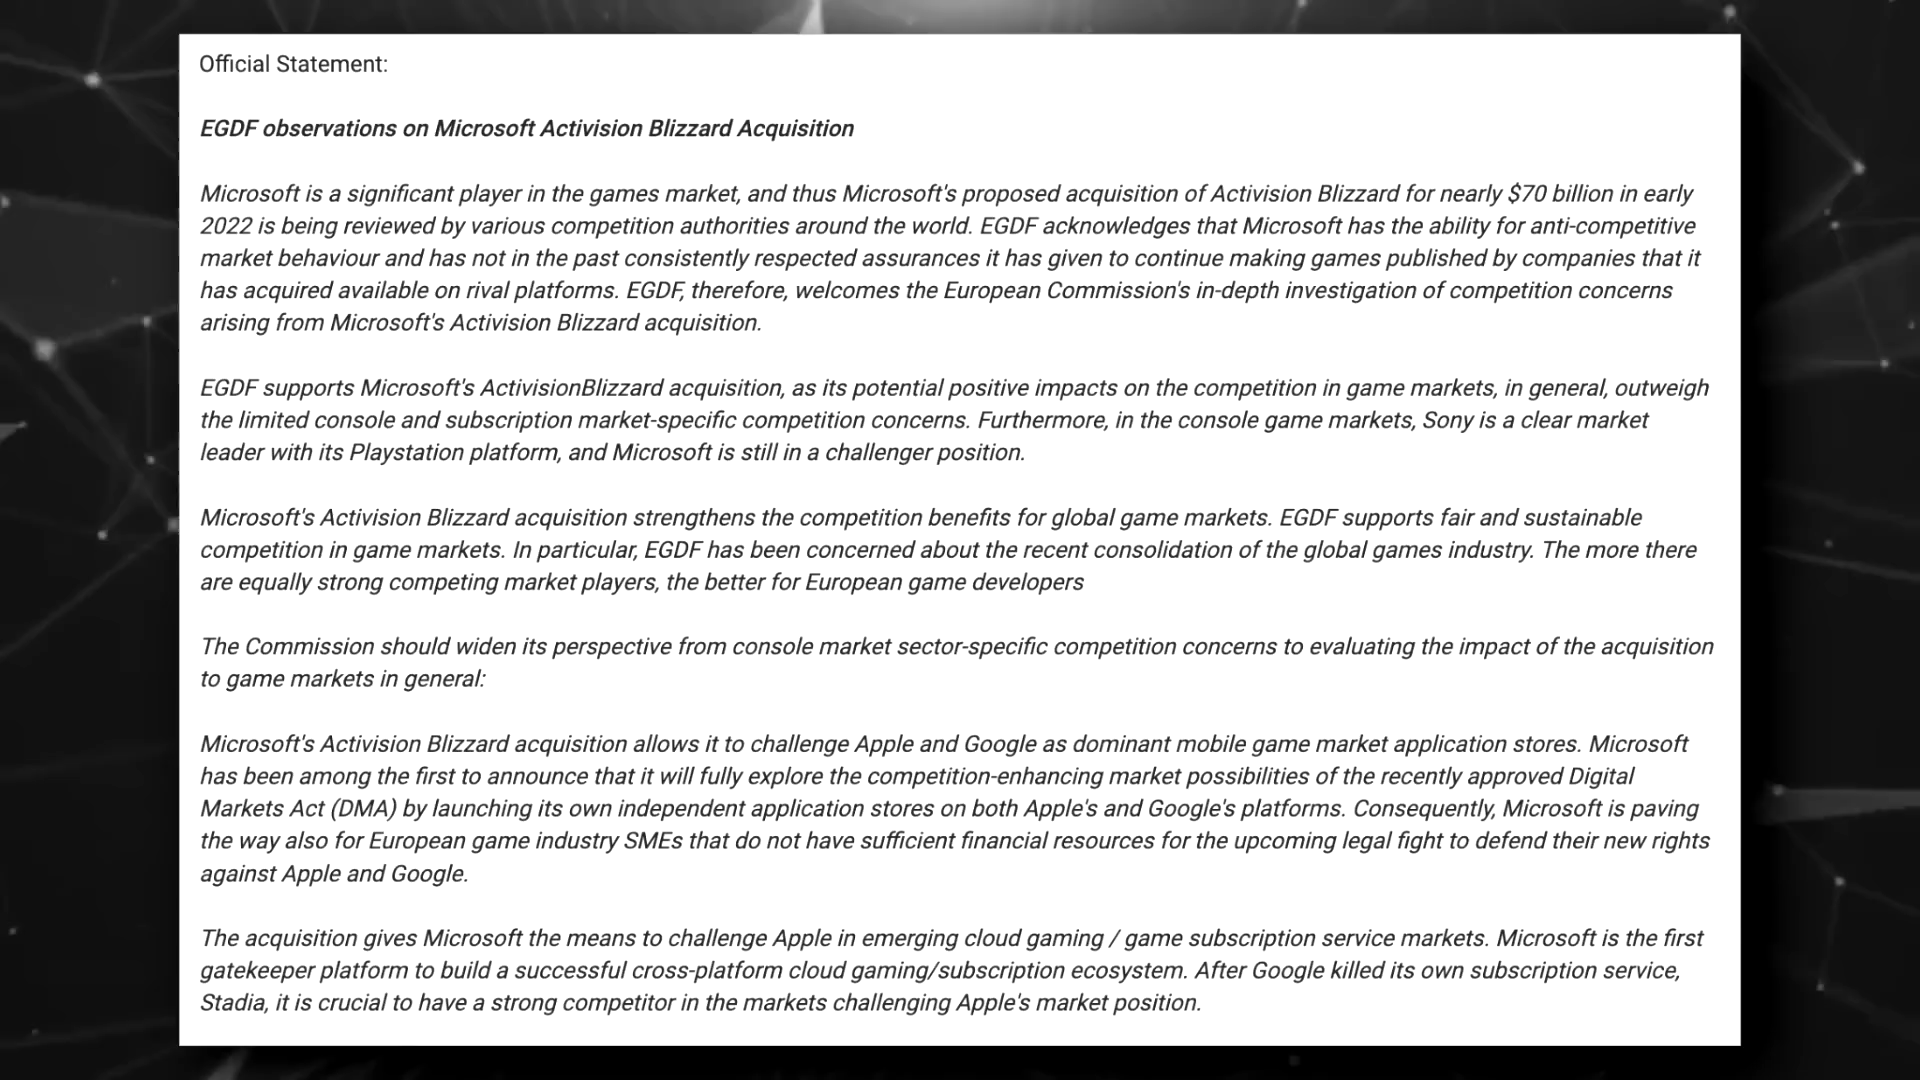 Official Statement:
EGDF observations on Microsoft Activision Blizzard Acquisition
Microsoft is a significant player in the games market, and thus Microsoft's proposed acquisition of Activision Blizzard for nearly $70 billion in early
2022 is being reviewed by various competition authorities around the world. EGDF acknowledges that Microsoft has the ability for anti-competitive
market behaviour and has not in the past consistently respected assurances it has given to continue making games published by companies that it
has acquired available on rival platforms. EGDF, therefore, welcomes the European Commission's in-depth investigation of competition concerns
arising from Microsoft's Activision Blizzard acquisition.
EGDF supports Microsoft's ActivisionBlizzard acquisition, as its potential positive impacts on the competition in game markets, in general, outweigh
the limited console and subscription market-specific competition concerns. Furthermore, in the console game markets, Sony is a clear market
leader with its Playstation platform, and Microsoft is still in a challenger position.
Microsoft's Activision Blizzard acquisition strengthens the competition benefits for global game markets. EGDF supports fair and sustainable
competition in game markets. In particular, EGDF has been concerned about the recent consolidation of the global games industry. The more there
are equally strong competing market players, the better for European game developers
The Commission should widen its perspective from console market sector-specific competition concerns to evaluating the impact of the acquisition
to game markets in general:
Microsoft's Activision Blizzard acquisition allows it to challenge Apple and Google as dominant mobile game market application stores. Microsoft
has been among the first to announce that it will fully explore the competition-enhancing market possibilities of the recently approved Digital
Markets Act (DMA) by launching its own independent application stores on both Apple's and Google's platforms. Consequently, Microsoft is paving
the way also for European game industry SMEs that do not have sufficient financial resources for the upcoming legal fight to defend their new rights
against Apple and Google.
The acquisition gives Microsoft the means to challenge Apple in emerging cloud gaming / game subscription service markets. Microsoft is the first
gatekeeper platform to build a successful cross-platform cloud gaming/subscription ecosystem. After Google killed its own subscription service,
Stadia, it is crucial to have a strong competitor in the markets challenging Apple's market position.